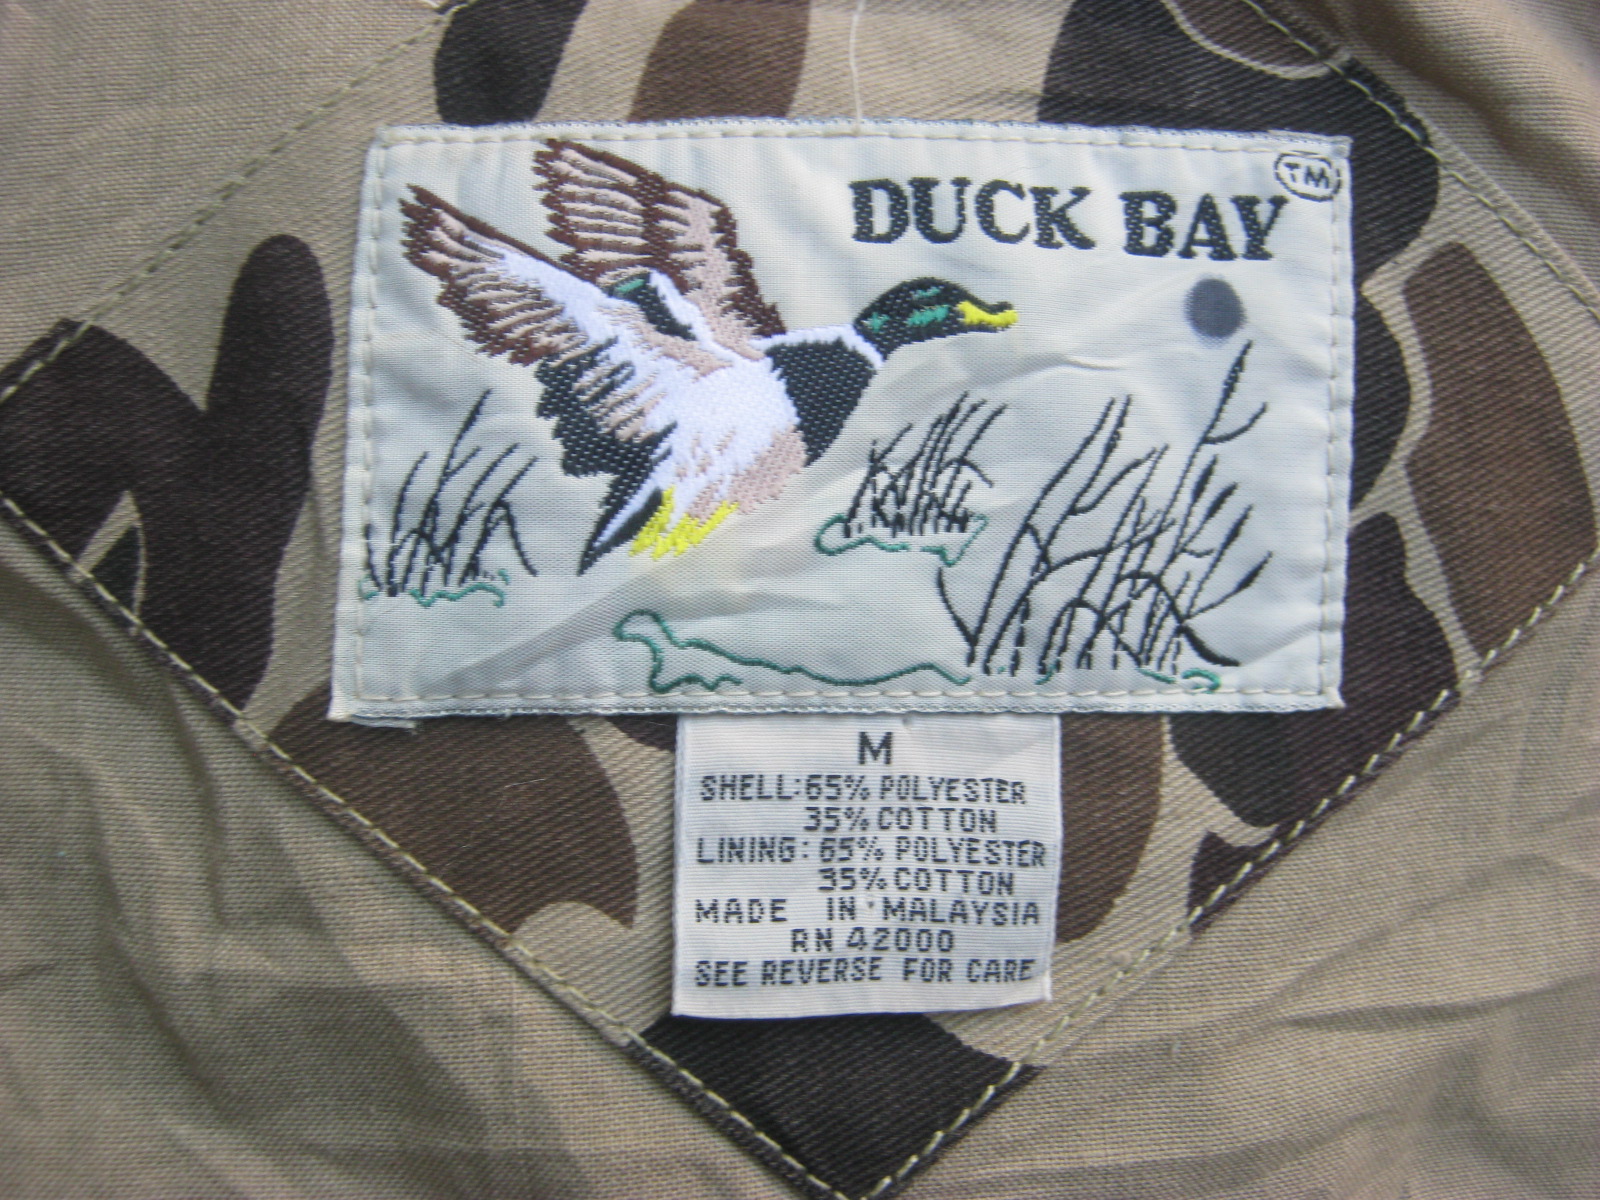 DUCK BAY TM
M
SHELL: 65% POLYESTER
35% COTTON
LINING: 65% POLYESTER
35% COTTON
MADE IN MALAYSIA
RN 42000
SEE REVERSE FOR CARE